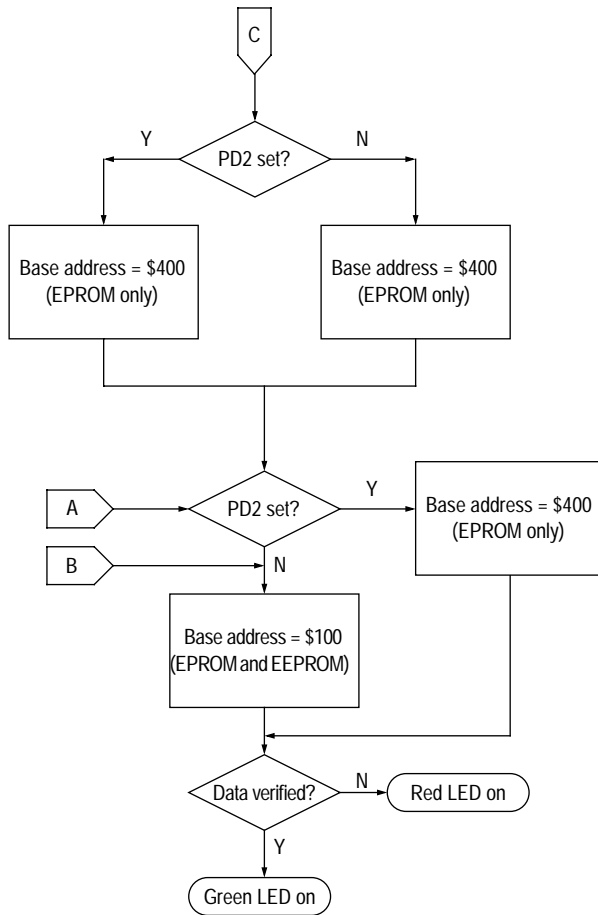 C
Y
N
PD2 set?
Base address = $400
(EPROM only)
Base address = $400
(EPROM only)
A
PD2 set?
Y
Base address = $400
(EPROM only)
B
N
Base address = $100
(EPROM and EEPROM)
Data verified?
N
Red LED on
Y
Green LED on